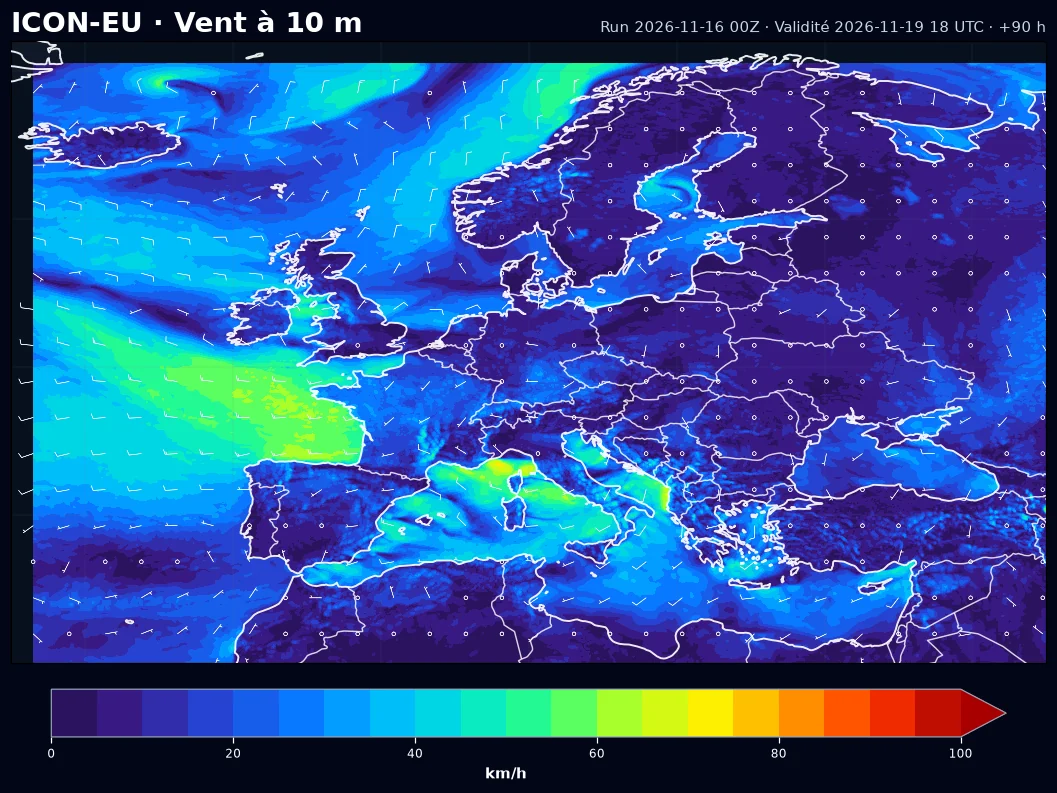 ICON-EU · Vent à 10 m
Run 2026-11-16 00Z · Validité 2026-11-19 18 UTC · +90 h
0 20 40 60 80 100
km/h